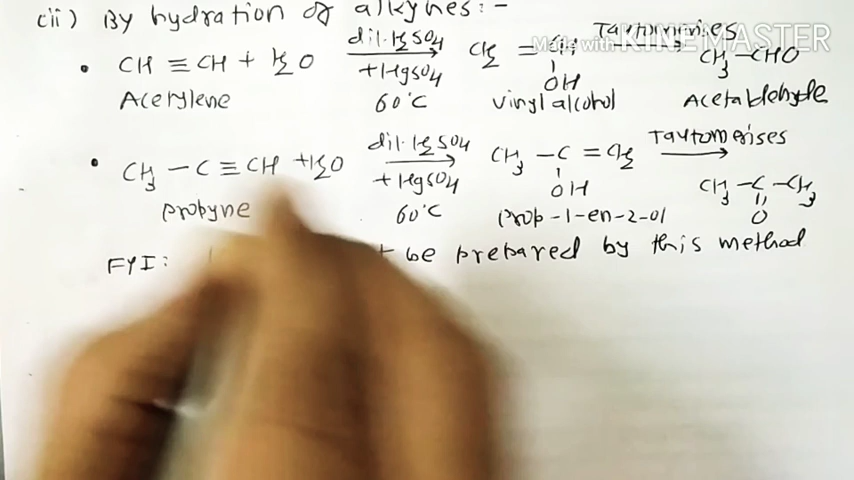 (ii) By hydration of alkynes:-
• CH ≡ CH + H2O dil. H2SO4 +HgSO4 60°C CH2 = CH OH Tautomerises CH3 – CHO
Acetylene vinyl alcohol Acetaldehyde
• CH3 – C ≡ CH + H2O dil. H2SO4 +HgSO4 60°C CH3 – C = CH2 OH Tautomerises CH3 – C – CH3 O
propyne prop-1-en-2-ol
FYI: be prepared by this method
Made with KINEMASTER